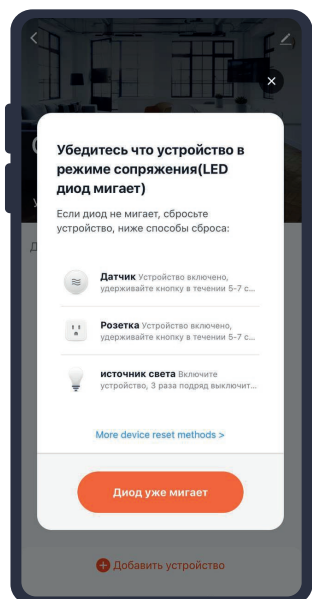 У
Убедитесь что устройство в
режиме сопряжения(LED
диод мигает)
Если диод не мигает, сбросьте
устройство, ниже способы сброса:
Д
Датчик Устройство включено,
удерживайте кнопку в течении 5-7 с...
Розетка Устройство включено,
удерживайте кнопку в течении 5-7 с...
источник света Включите
устройство, 3 раза подряд выключит...
More device reset methods >
Диод уже мигает
Добавить устройство